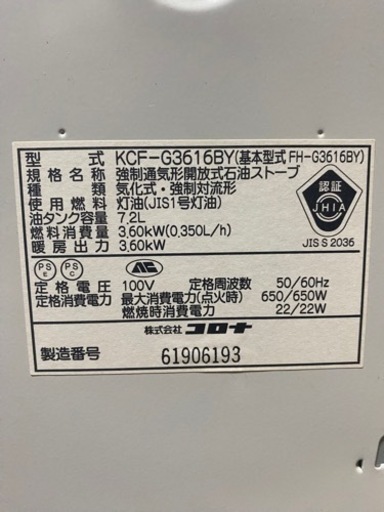 型 式 KCF-G3616BY(基本型式 FH-G3616BY)
規格名称 強制通気形開放式石油ストーブ
種類 気化式・強制対流形
使用燃料 灯油(JIS1号灯油)
油タンク容量 7.2L
燃料消費量 3.60kW(0.350L/h)
暖房出力 3.60kW
認証
JHIA
JIS S 2036
PS
E
PS
C
定格電圧 100V 定格周波数 50/60Hz
定格消費電力 最大消費電力(点火時) 650/650W
燃焼時消費電力 22/22W
株式会社 コロナ
製造番号 61906193